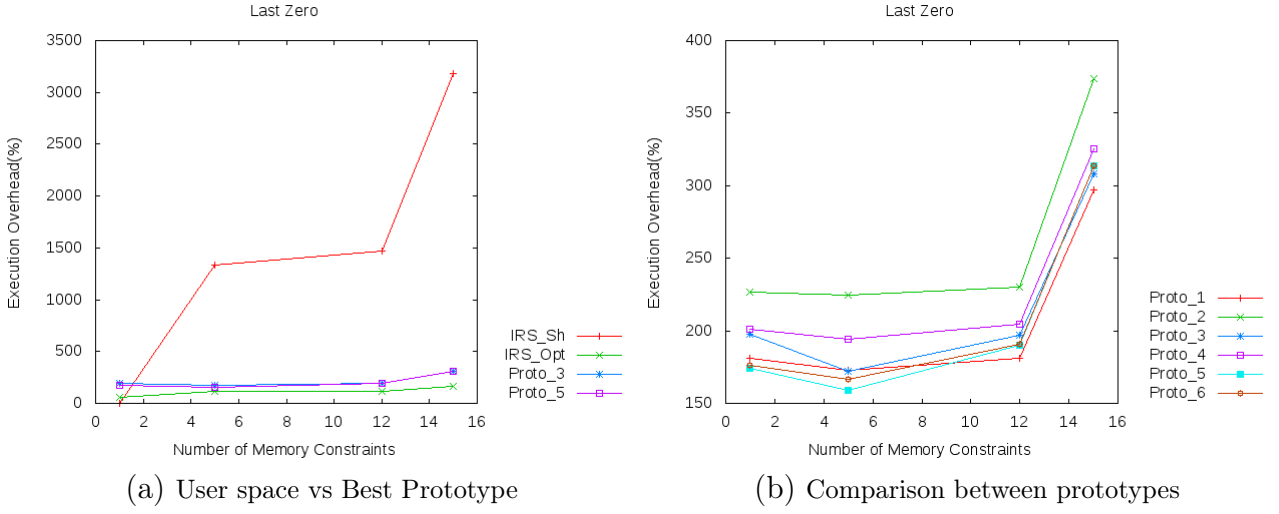 Last Zero
3500
3000
2500
2000
1500
1000
500
0
0 2 4 6 8 10 12 14 16
Execution Overhead(%)
Number of Memory Constraints
IRS_Sh
IRS_Opt
Proto_3
Proto_5
(a) User space vs Best Prototype
Last Zero
400
350
300
250
200
150
0 2 4 6 8 10 12 14 16
Execution Overhead(%)
Number of Memory Constraints
Proto_1
Proto_2
Proto_3
Proto_4
Proto_5
Proto_6
(b) Comparison between prototypes